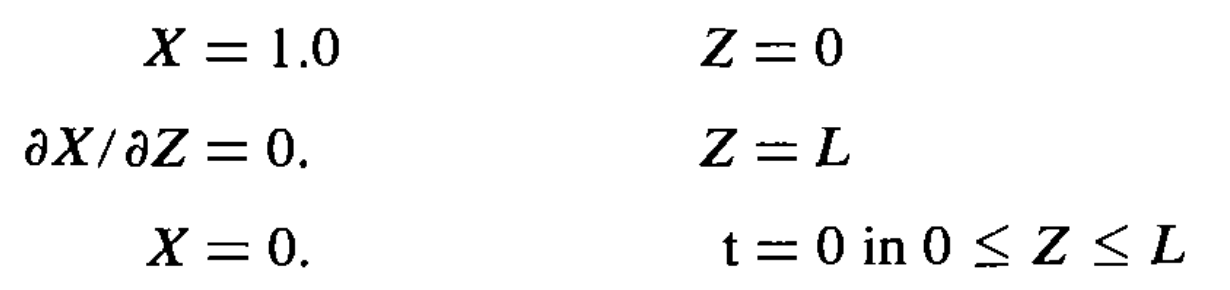 X = 1.0 Z = 0
∂X/∂Z = 0. Z = L
X = 0. t = 0 in 0 ≤ Z ≤ L